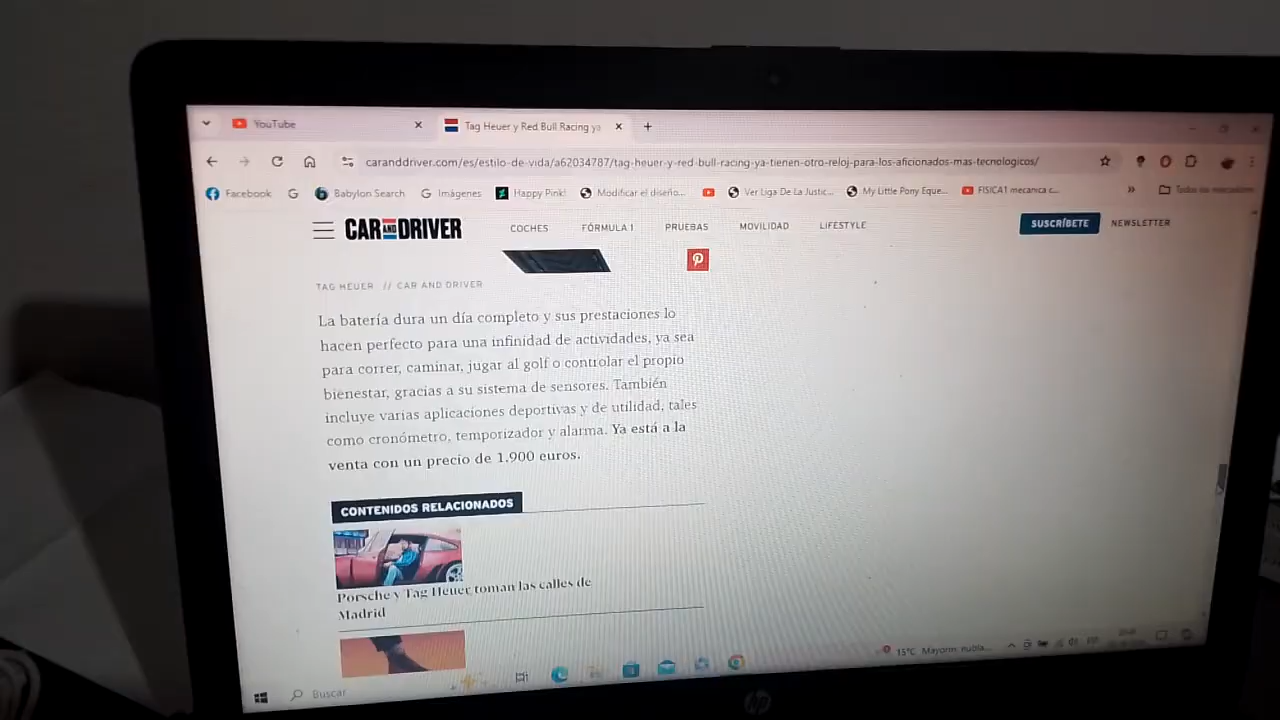 YouTube
Tag Heuer y Red Bull Racing ya
caranddriver.com/es/estilo-de-vida/a62034787/tag-heuer-y-red-bull-racing-ya-tienen-otro-reloj-para-los-aficionados-mas-tecnologicos/
Facebook
Babylon Search
Imágenes
Happy Pink!
Modificar el diseño...
Ver Liga De La Justic...
My Little Pony Eque...
FISICA1 mecanica c...
Todos los marcadores
CAR AND DRIVER
COCHES
FÓRMULA 1
PRUEBAS
MOVILIDAD
LIFESTYLE
SUSCRÍBETE
NEWSLETTER
TAG HEUER // CAR AND DRIVER
La batería dura un día completo y sus prestaciones lo
hacen perfecto para una infinidad de actividades, ya sea
para correr, caminar, jugar al golf o controlar el propio
bienestar, gracias a su sistema de sensores. También
incluye varias aplicaciones deportivas y de utilidad, tales
como cronómetro, temporizador y alarma. Ya está a la
venta con un precio de 1.900 euros.
CONTENIDOS RELACIONADOS
Porsche y Tag Heuer toman las calles de
Madrid
15°C Mayorm. nubla...
Buscar
hp